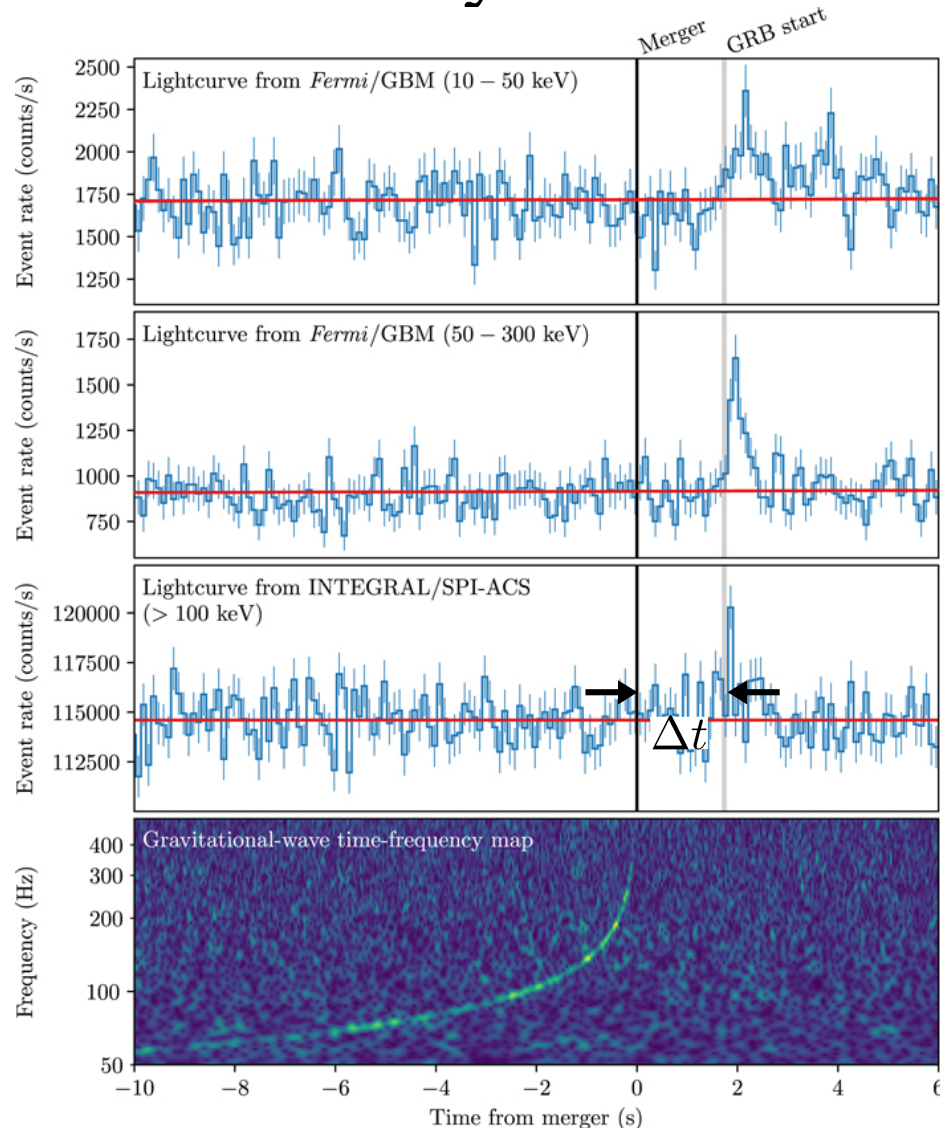 Merger
GRB start
Lightcurve from Fermi/GBM (10 − 50 keV)
Event rate (counts/s)
2500
2250
2000
1750
1500
1250
Lightcurve from Fermi/GBM (50 − 300 keV)
Event rate (counts/s)
1750
1500
1250
1000
750
Lightcurve from INTEGRAL/SPI-ACS
(> 100 keV)
Event rate (counts/s)
120000
117500
115000
112500
Δt
Gravitational-wave time-frequency map
Frequency (Hz)
400
300
200
100
50
−10 −8 −6 −4 −2 0 2 4 6
Time from merger (s)